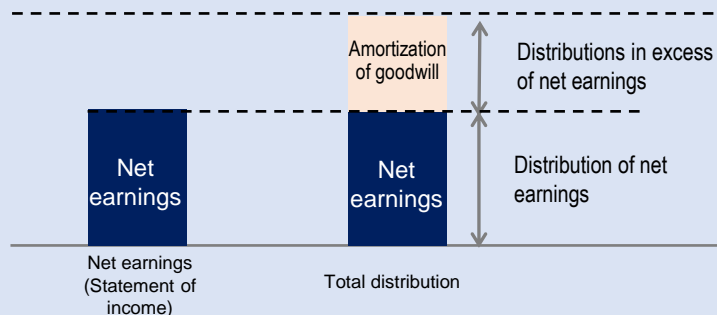 Amortization
of goodwill
Distributions in excess
of net earnings
Net
earnings
Net
earnings
Distribution of net
earnings
Net earnings
(Statement of
income)
Total distribution